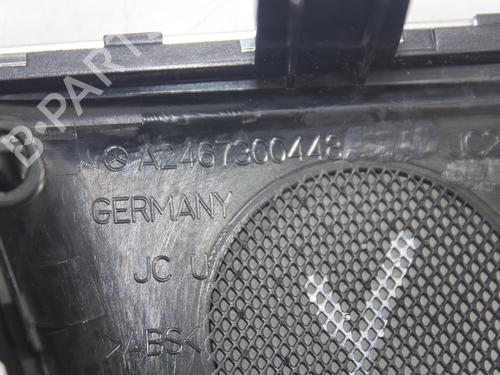 A2467300448
GERMANY
JC U
>ABS<
B-PARTS